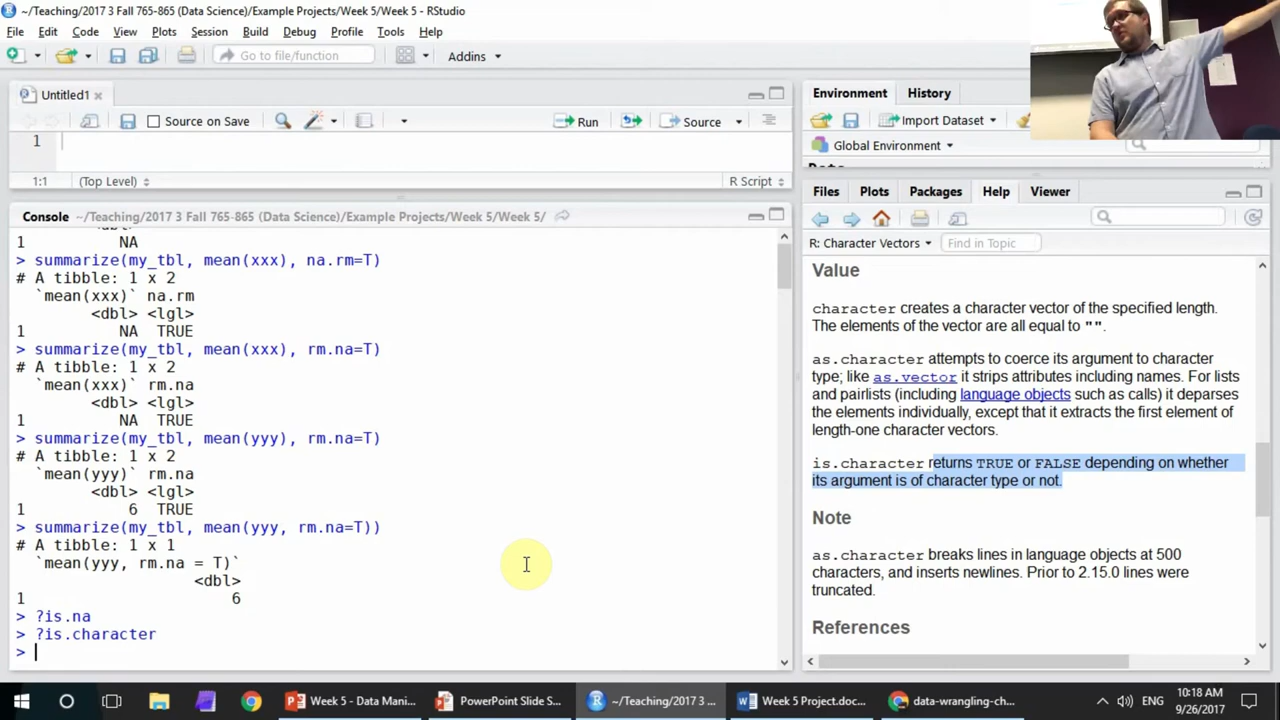 ~/Teaching/2017 3 Fall 765-865 (Data Science)/Example Projects/Week 5/Week 5 - RStudio
File Edit Code View Plots Session Build Debug Profile Tools Help
Go to file/function Addins
Untitled1
Source on Save Run Source
1
1:1 (Top Level) R Script
Console ~/Teaching/2017 3 Fall 765-865 (Data Science)/Example Projects/Week 5/Week 5/
1 NA
> summarize(my_tbl, mean(xxx), na.rm=T)
# A tibble: 1 x 2
`mean(xxx)` na.rm
<dbl> <lgl>
1 NA TRUE
> summarize(my_tbl, mean(xxx), rm.na=T)
# A tibble: 1 x 2
`mean(xxx)` rm.na
<dbl> <lgl>
1 NA TRUE
> summarize(my_tbl, mean(yyy), rm.na=T)
# A tibble: 1 x 2
`mean(yyy)` rm.na
<dbl> <lgl>
1 6 TRUE
> summarize(my_tbl, mean(yyy, rm.na=T))
# A tibble: 1 x 1
`mean(yyy, rm.na = T)`
<dbl>
1 6
> ?is.na
> ?is.character
>
Environment History
Import Dataset
Global Environment
Files Plots Packages Help Viewer
R: Character Vectors Find in Topic
Value
character creates a character vector of the specified length.
The elements of the vector are all equal to "".
as.character attempts to coerce its argument to character
type; like as.vector it strips attributes including names. For lists
and pairlists (including language objects such as calls) it deparses
the elements individually, except that it extracts the first element of
length-one character vectors.
is.character returns TRUE or FALSE depending on whether
its argument is of character type or not.
Note
as.character breaks lines in language objects at 500
characters, and inserts newlines. Prior to 2.15.0 lines were
truncated.
References
Week 5 - Data Mani... PowerPoint Slide S... ~/Teaching/2017 3 ... Week 5 Project.doc... data-wrangling-ch... ENG
10:18 AM
9/26/2017